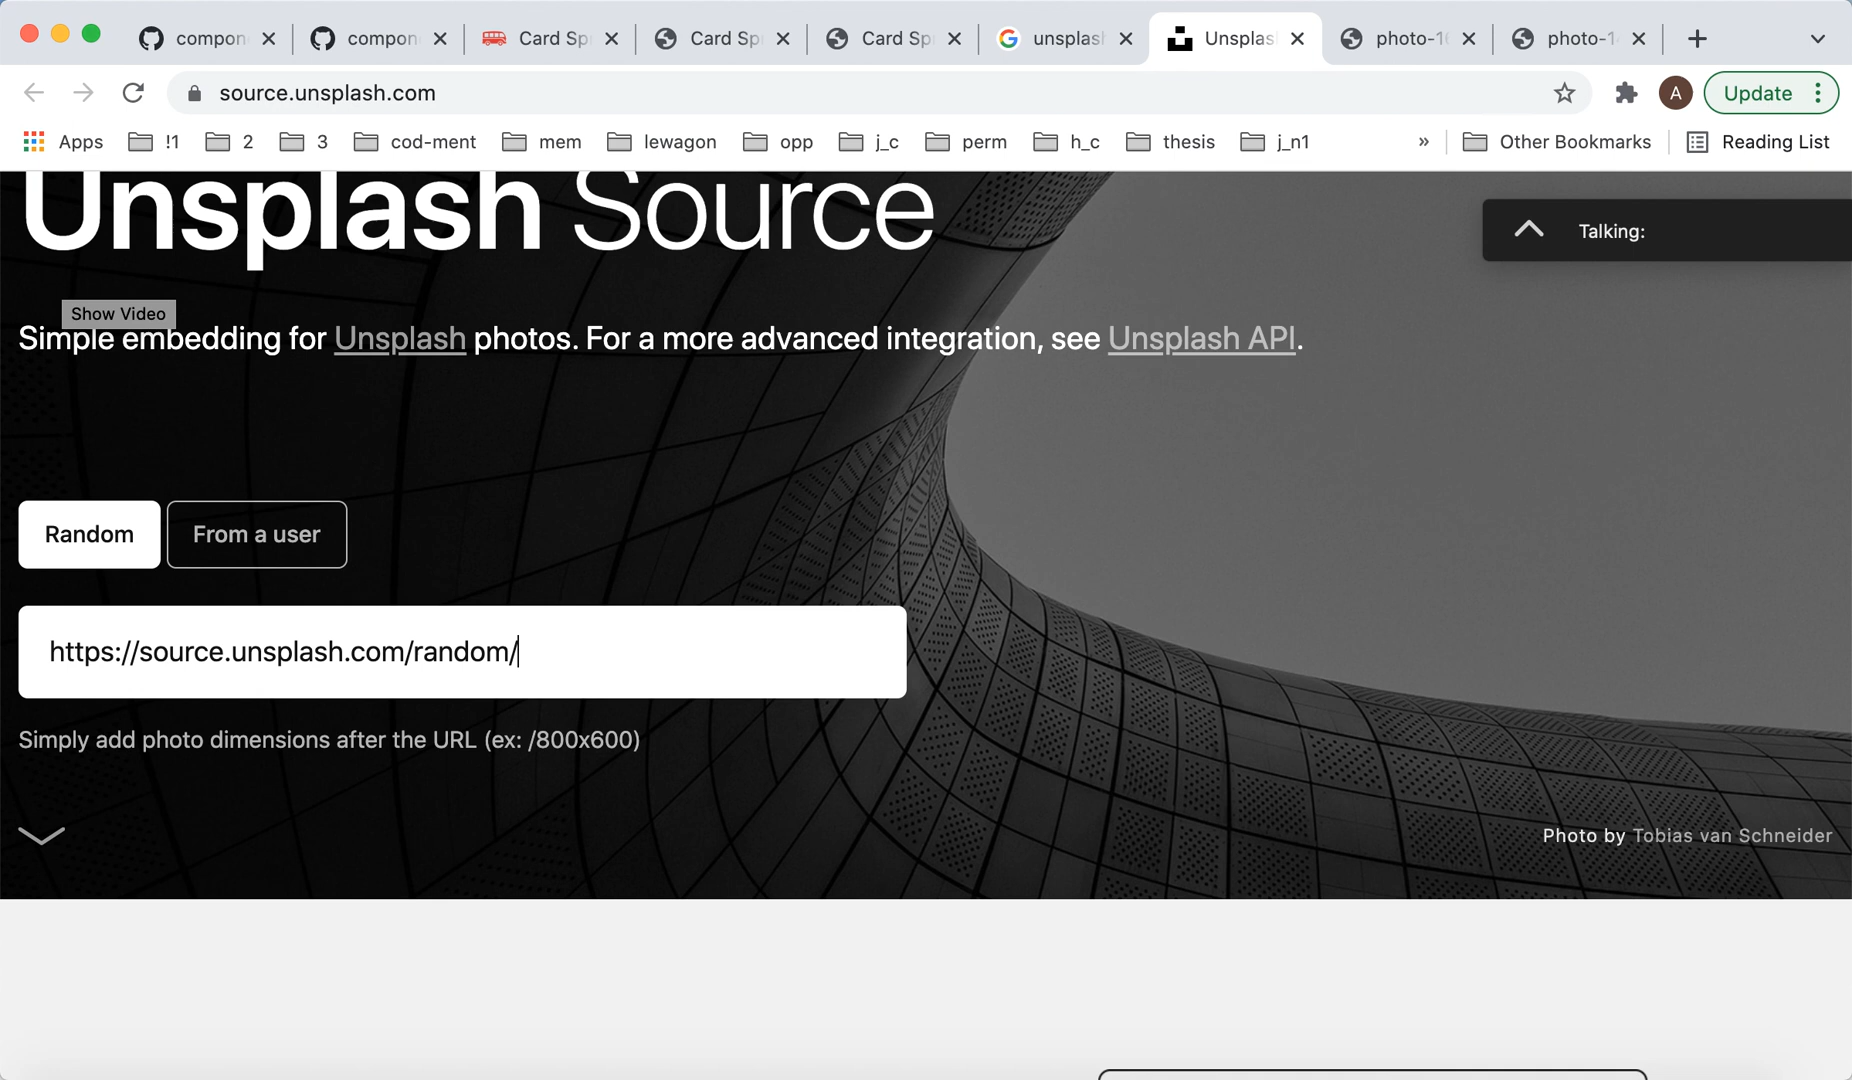 compon
compon
Card Sp
Card Sp
Card Sp
unsplash
Unsplas
photo-16
photo-1
source.unsplash.com
A
Update
Apps
!1
2
3
cod-ment
mem
lewagon
opp
j_c
perm
h_c
thesis
j_n1
»
Other Bookmarks
Reading List
Unsplash Source
Talking:
Show Video
Simple embedding for Unsplash photos. For a more advanced integration, see Unsplash API.
Random
From a user
https://source.unsplash.com/random/
Simply add photo dimensions after the URL (ex: /800x600)
Photo by Tobias van Schneider